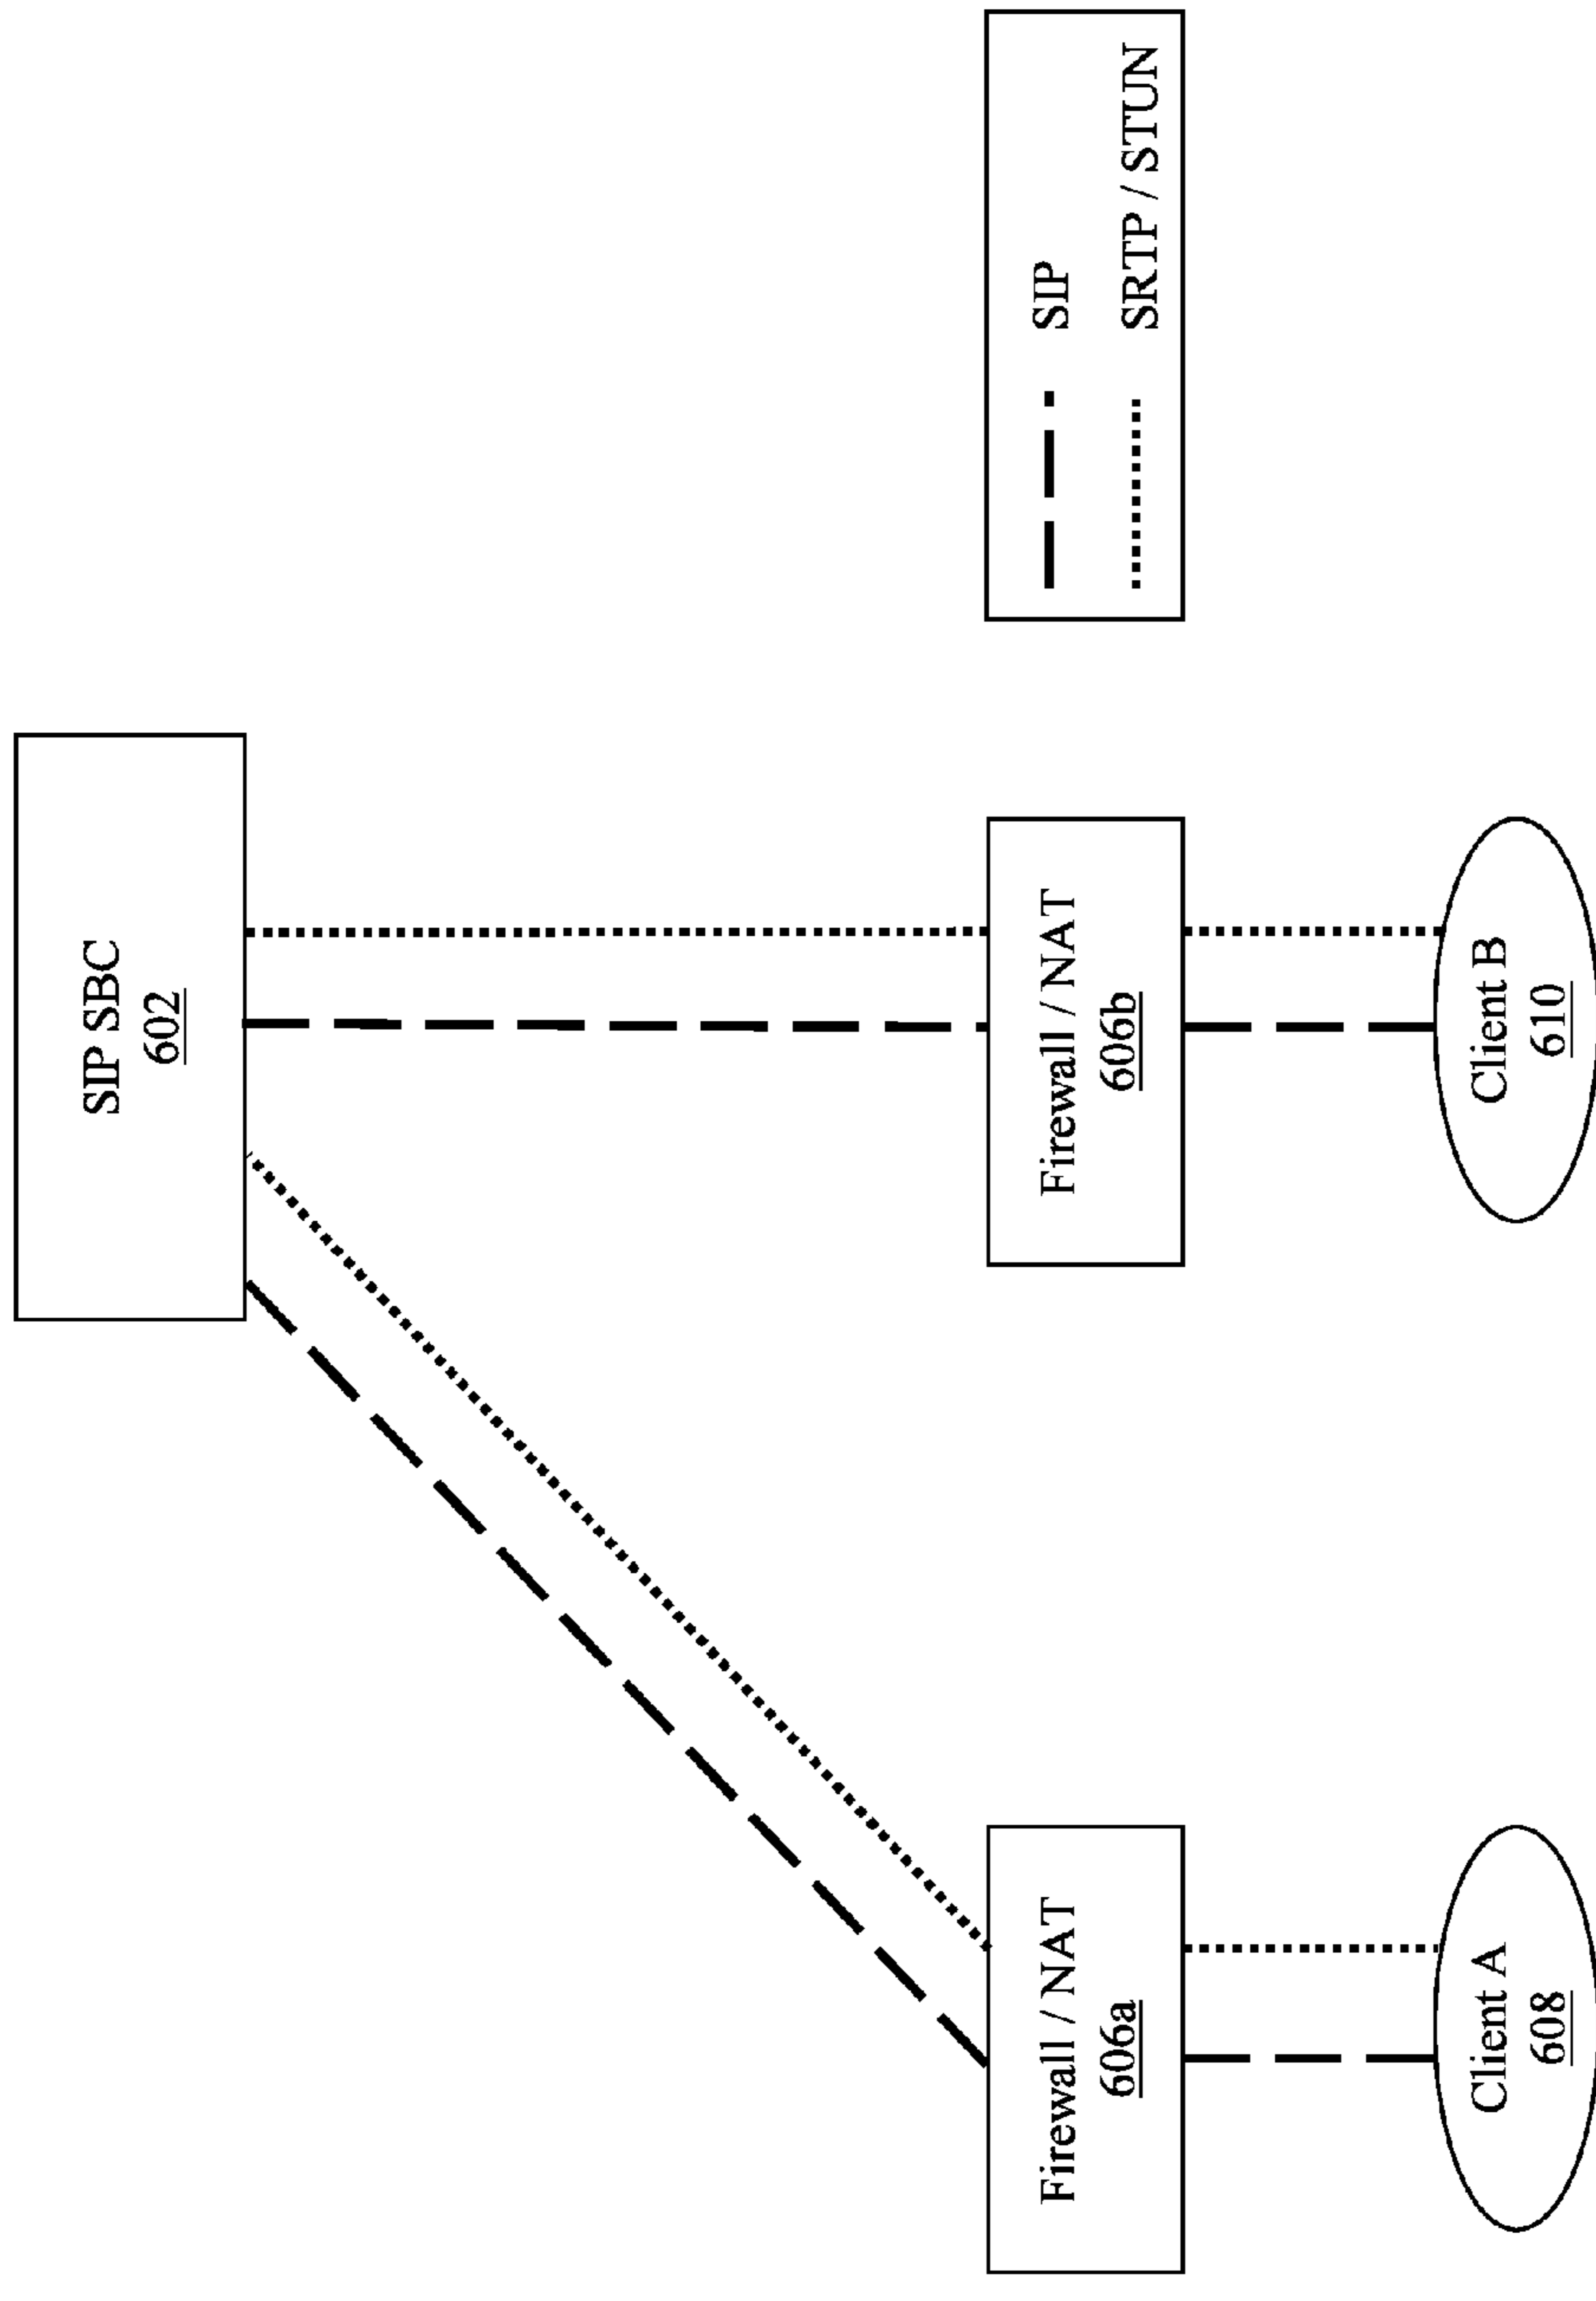 SIP SBC
602
Firewall / NAT
606a
Firewall / NAT
606b
SIP
SRTP / STUN
Client A
608
Client B
610